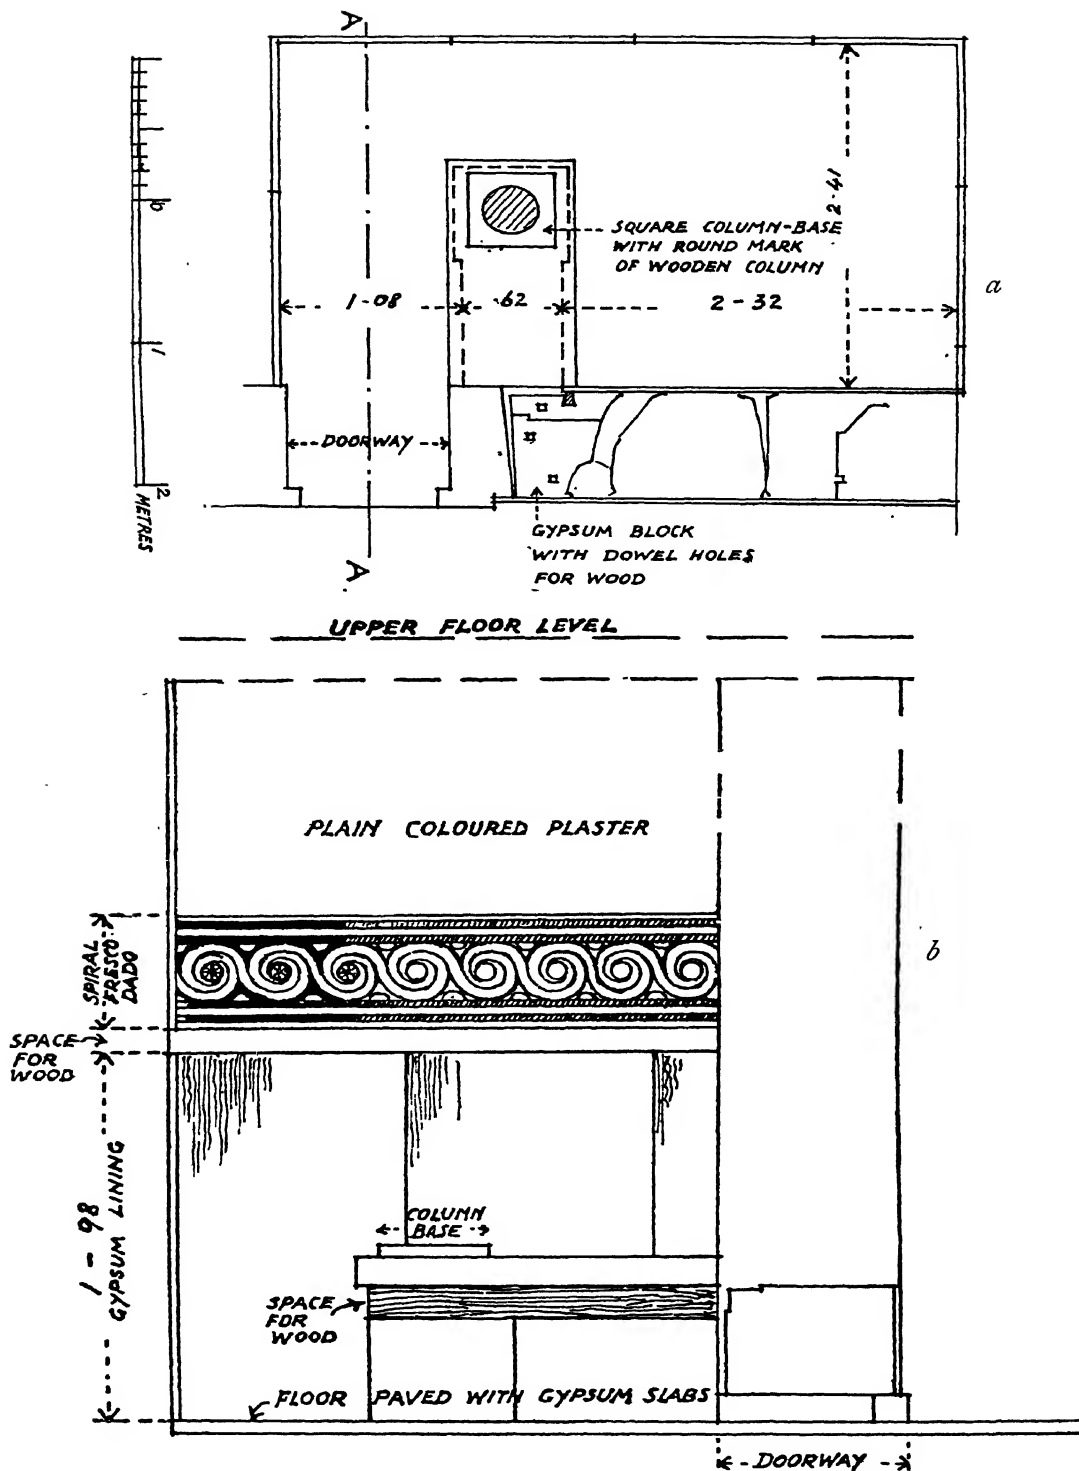 A
0
1
2
METRES
2-41
SQUARE COLUMN-BASE
WITH ROUND MARK
OF WOODEN COLUMN
1-08
.62
2-32
a
DOORWAY
GYPSUM BLOCK
WITH DOWEL HOLES
FOR WOOD
A.
UPPER FLOOR LEVEL
PLAIN COLOURED PLASTER
SPIRAL
FRESCO
DADO
b
SPACE
FOR
WOOD
1-98
GYPSUM LINING
COLUMN
BASE
SPACE
FOR
WOOD
FLOOR PAVED WITH GYPSUM SLABS
DOORWAY